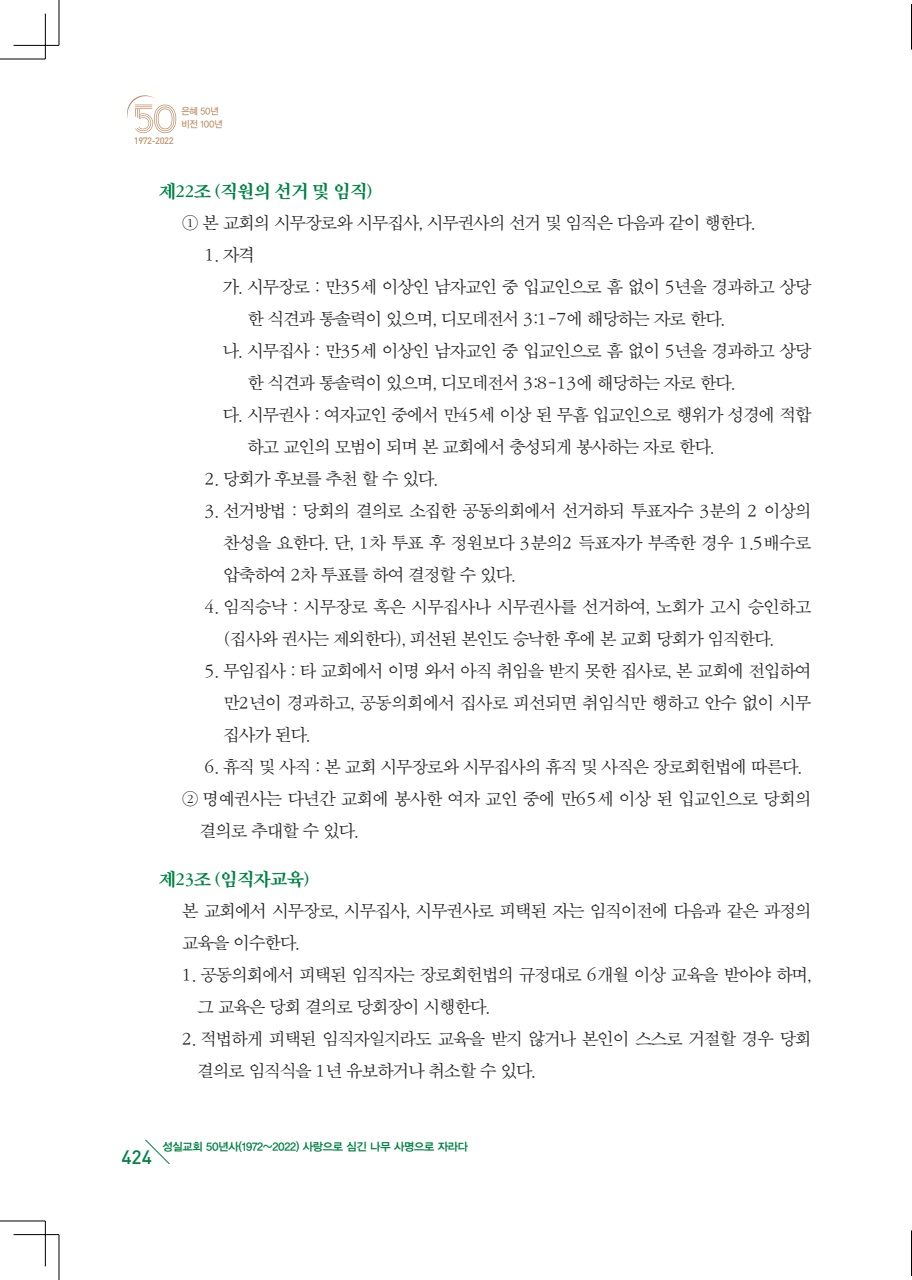 50
은혜 50년
비전 100년
1972-2022
제22조 (직원의 선거 및 임직)
① 본 교회의 시무장로와 시무집사, 시무권사의 선거 및 임직은 다음과 같이 행한다.
1. 자격
가. 시무장로 : 만35세 이상인 남자교인 중 입교인으로 흠 없이 5년을 경과하고 상당
한 식견과 통솔력이 있으며, 디모데전서 3:1-7에 해당하는 자로 한다.
나. 시무집사 : 만35세 이상인 남자교인 중 입교인으로 흠 없이 5년을 경과하고 상당
한 식견과 통솔력이 있으며, 디모데전서 3:8-13에 해당하는 자로 한다.
다. 시무권사 : 여자교인 중에서 만45세 이상 된 무흠 입교인으로 행위가 성경에 적합
하고 교인의 모범이 되며 본 교회에서 충성되게 봉사하는 자로 한다.
2. 당회가 후보를 추천 할 수 있다.
3. 선거방법 : 당회의 결의로 소집한 공동의회에서 선거하되 투표자수 3분의 2 이상의
찬성을 요한다. 단, 1차 투표 후 정원보다 3분의2 득표자가 부족한 경우 1.5배수로
압축하여 2차 투표를 하여 결정할 수 있다.
4. 임직승낙 : 시무장로 혹은 시무집사나 시무권사를 선거하여, 노회가 고시 승인하고
(집사와 권사는 제외한다), 피선된 본인도 승낙한 후에 본 교회 당회가 임직한다.
5. 무임집사 : 타 교회에서 이명 와서 아직 취임을 받지 못한 집사로, 본 교회에 전입하여
만2년이 경과하고, 공동의회에서 집사로 피선되면 취임식만 행하고 안수 없이 시무
집사가 된다.
6. 휴직 및 사직 : 본 교회 시무장로와 시무집사의 휴직 및 사직은 장로회헌법에 따른다.
② 명예권사는 다년간 교회에 봉사한 여자 교인 중에 만65세 이상 된 입교인으로 당회의
결의로 추대할 수 있다.
제23조 (임직자교육)
본 교회에서 시무장로, 시무집사, 시무권사로 피택된 자는 임직이전에 다음과 같은 과정의
교육을 이수한다.
1. 공동의회에서 피택된 임직자는 장로회헌법의 규정대로 6개월 이상 교육을 받아야 하며,
그 교육은 당회 결의로 당회장이 시행한다.
2. 적법하게 피택된 임직자일지라도 교육을 받지 않거나 본인이 스스로 거절할 경우 당회
결의로 임직식을 1년 유보하거나 취소할 수 있다.
424 성실교회 50년사(1972~2022) 사랑으로 심긴 나무 사명으로 자라다